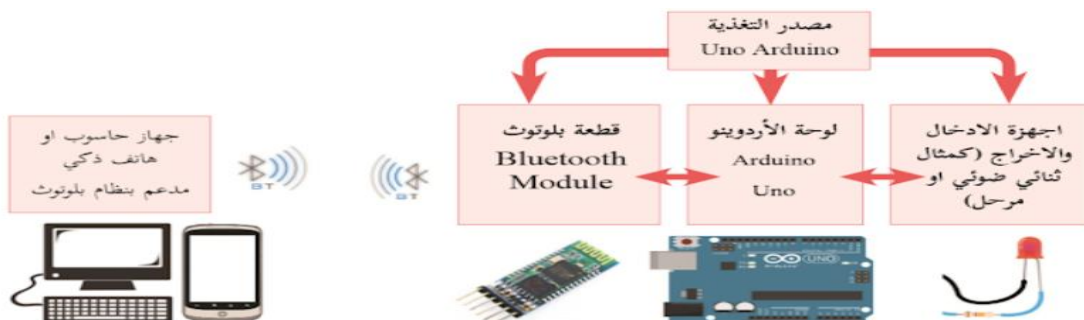 مصدر التغذية
Uno Arduino
جهاز حاسوب او
هاتف ذكي
مدعم بنظام بلوتوث
BT
BT
قطعة بلوتوث
Bluetooth
Module
لوحة الأردوينو
Arduino
Uno
اجهزة الادخال
والاخراج (كمثال
ثنائي ضوئي او
مرحل)
UNO